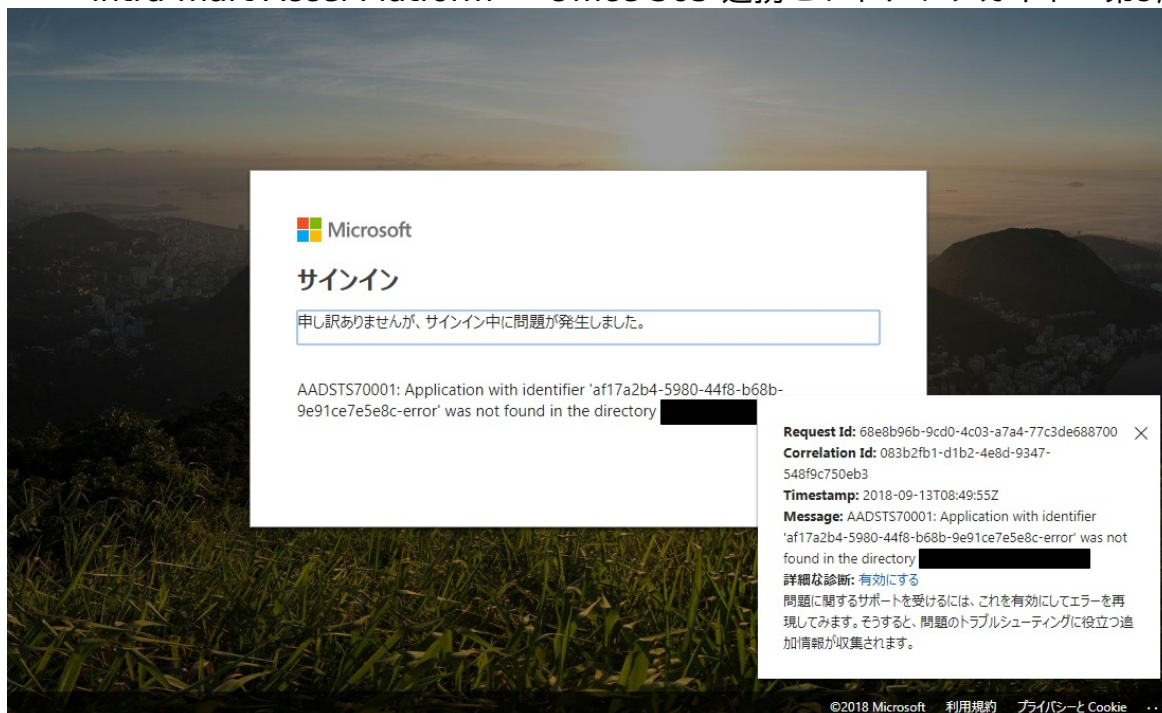 Microsoft
サインイン
申し訳ありませんが、サインイン中に問題が発生しました。
AADSTS70001: Application with identifier 'af17a2b4-5980-44f8-b68b-
9e91ce7e5e8c-error' was not found in the directory
Request Id: 68e8b96b-9cd0-4c03-a7a4-77c3de688700
Correlation Id: 083b2fb1-d1b2-4e8d-9347-
548f9c750eb3
Timestamp: 2018-09-13T08:49:55Z
Message: AADSTS70001: Application with identifier
'af17a2b4-5980-44f8-b68b-9e91ce7e5e8c-error' was not
found in the directory
詳細な診断: 有効にする
問題に関するサポートを受けるには、これを有効にしてエラーを再
現してみます。そうすると、問題のトラブルシューティングに役立つ追
加情報が収集されます。
©2018 Microsoft 利用規約 プライバシーと Cookie ··